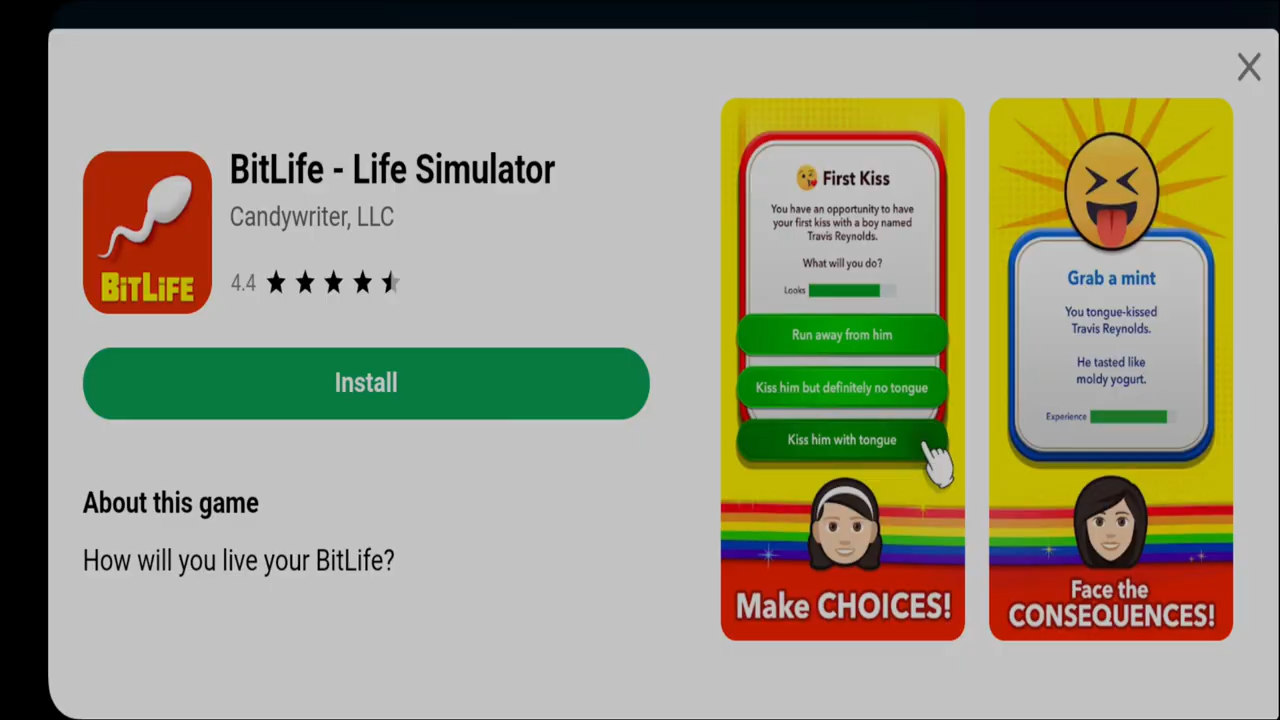 BitLife - Life Simulator
Candywriter, LLC
4.4
BITLIFE
Install
About this game
How will you live your BitLife?
First Kiss
You have an opportunity to have
your first kiss with a boy named
Travis Reynolds.
What will you do?
Looks
Run away from him
Kiss him but definitely no tongue
Kiss him with tongue
Make CHOICES!
Grab a mint
You tongue-kissed
Travis Reynolds.
He tasted like
moldy yogurt.
Experience
Face the
CONSEQUENCES!